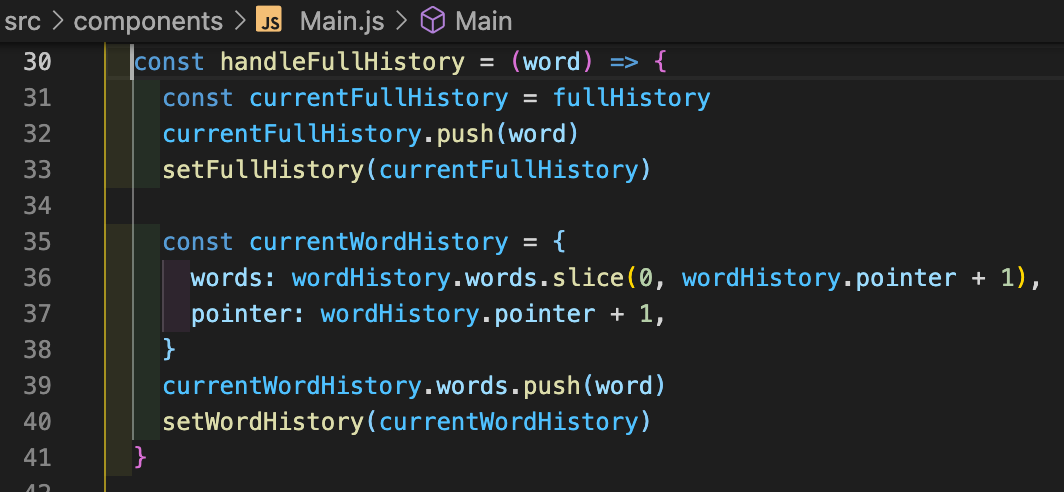 src > components > JS Main.js > Main
30 const handleFullHistory = (word) => {
31 const currentFullHistory = fullHistory
32 currentFullHistory.push(word)
33 setFullHistory(currentFullHistory)
34
35 const currentWordHistory = {
36 words: wordHistory.words.slice(0, wordHistory.pointer + 1),
37 pointer: wordHistory.pointer + 1,
38 }
39 currentWordHistory.words.push(word)
40 setWordHistory(currentWordHistory)
41 }
42